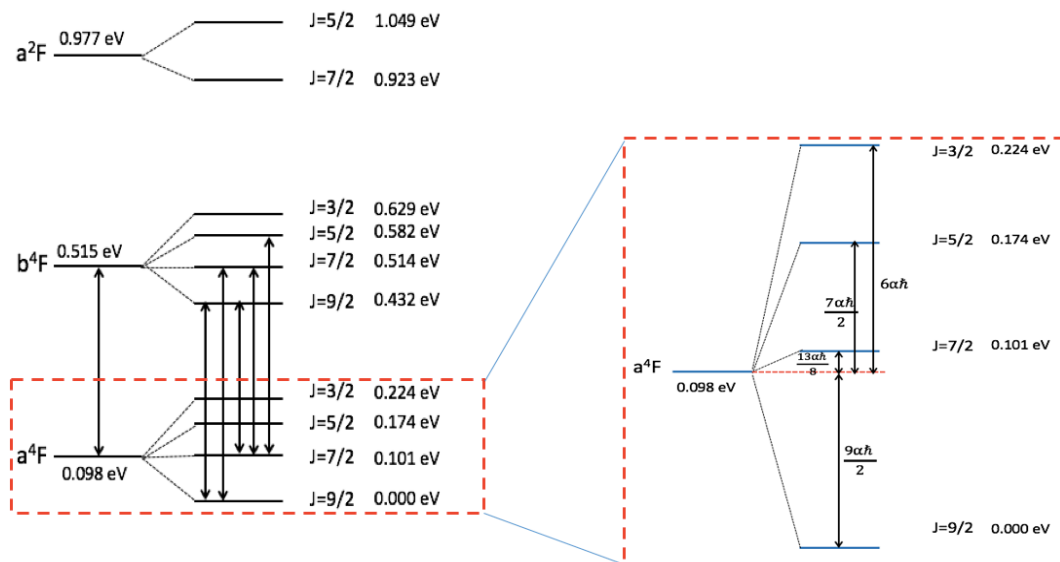 a²F
0.977 eV
J=5/2 1.049 eV
J=7/2 0.923 eV
b⁴F
0.515 eV
J=3/2 0.629 eV
J=5/2 0.582 eV
J=7/2 0.514 eV
J=9/2 0.432 eV
a⁴F
0.098 eV
J=3/2 0.224 eV
J=5/2 0.174 eV
J=7/2 0.101 eV
J=9/2 0.000 eV
a⁴F
0.098 eV
J=3/2 0.224 eV
6αħ
J=5/2 0.174 eV
7αħ
2
J=7/2 0.101 eV
13αħ
8
9αħ
2
J=9/2 0.000 eV